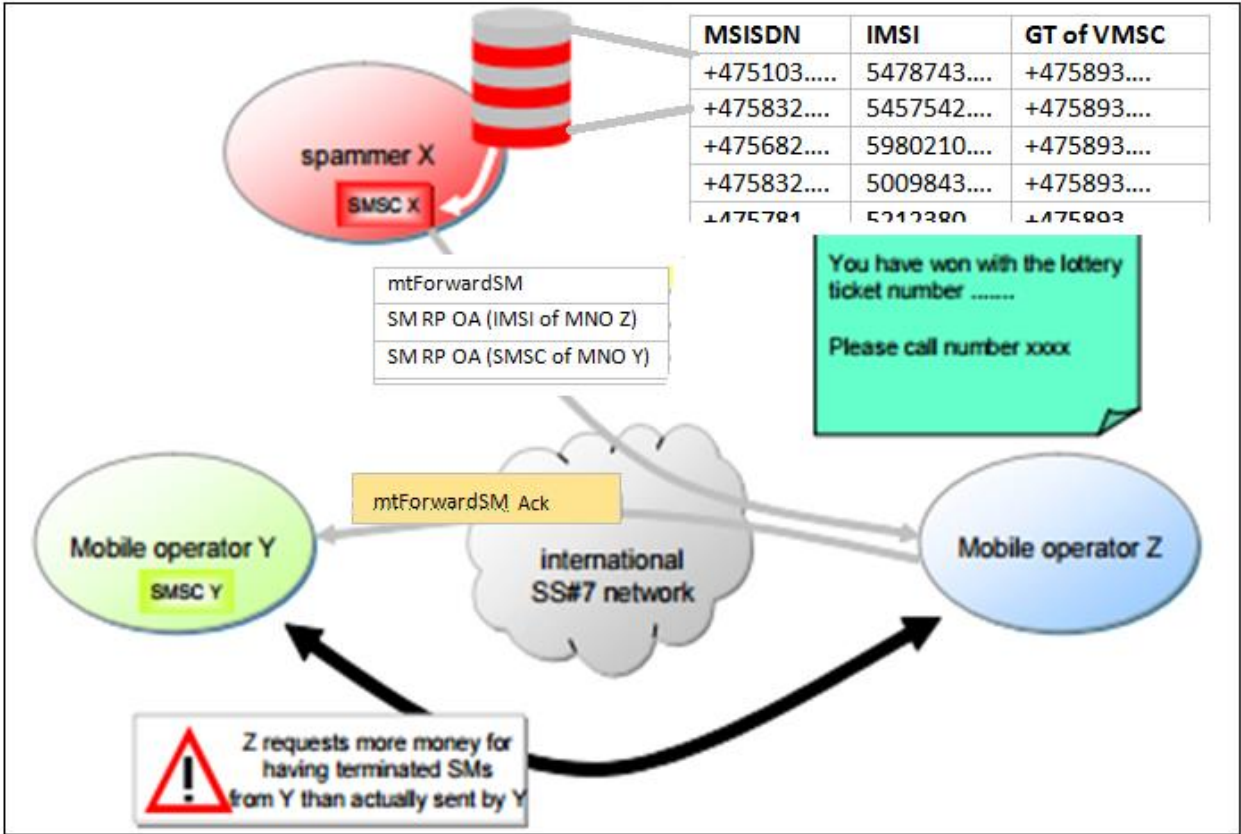 MSISDN IMSI GT of VMSC
+475103..... 5478743.... +475893....
+475832.... 5457542.... +475893....
+475682.... 5980210.... +475893....
+475832.... 5009843.... +475893....
+475781 5212380 +475893
spammer X
SMSC X
mtForwardSM
SM RP OA (IMSI of MNO Z)
SM RP OA (SMSC of MNO Y)
You have won with the lottery
ticket number .......
Please call number xxxx
mtForwardSM Ack
Mobile operator Y
SMSC Y
international
SS#7 network
Mobile operator Z
Z requests more money for
having terminated SMs
from Y than actually sent by Y